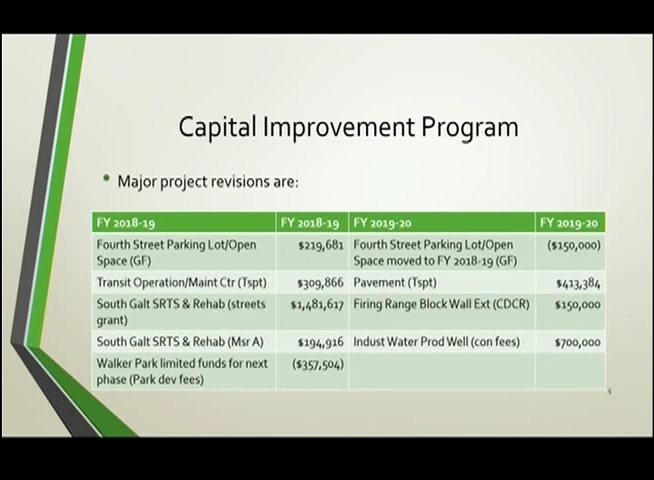 Capital Improvement Program
• Major project revisions are:
FY 2018-19 FY 2018-19 FY 2019-20 FY 2019-20
Fourth Street Parking Lot/Open $219,681 Fourth Street Parking Lot/Open ($150,000)
Space (GF) Space moved to FY 2018-19 (GF)
Transit Operation/Maint Ctr (Tspt) $309,866 Pavement (Tspt) $413,384
South Galt SRTS & Rehab (streets $1,481,617 Firing Range Block Wall Ext (CDCR) $150,000
grant)
South Galt SRTS & Rehab (Msr A) $194,916 Indust Water Prod Well (con fees) $700,000
Walker Park limited funds for next ($357,504)
phase (Park dev fees)
5